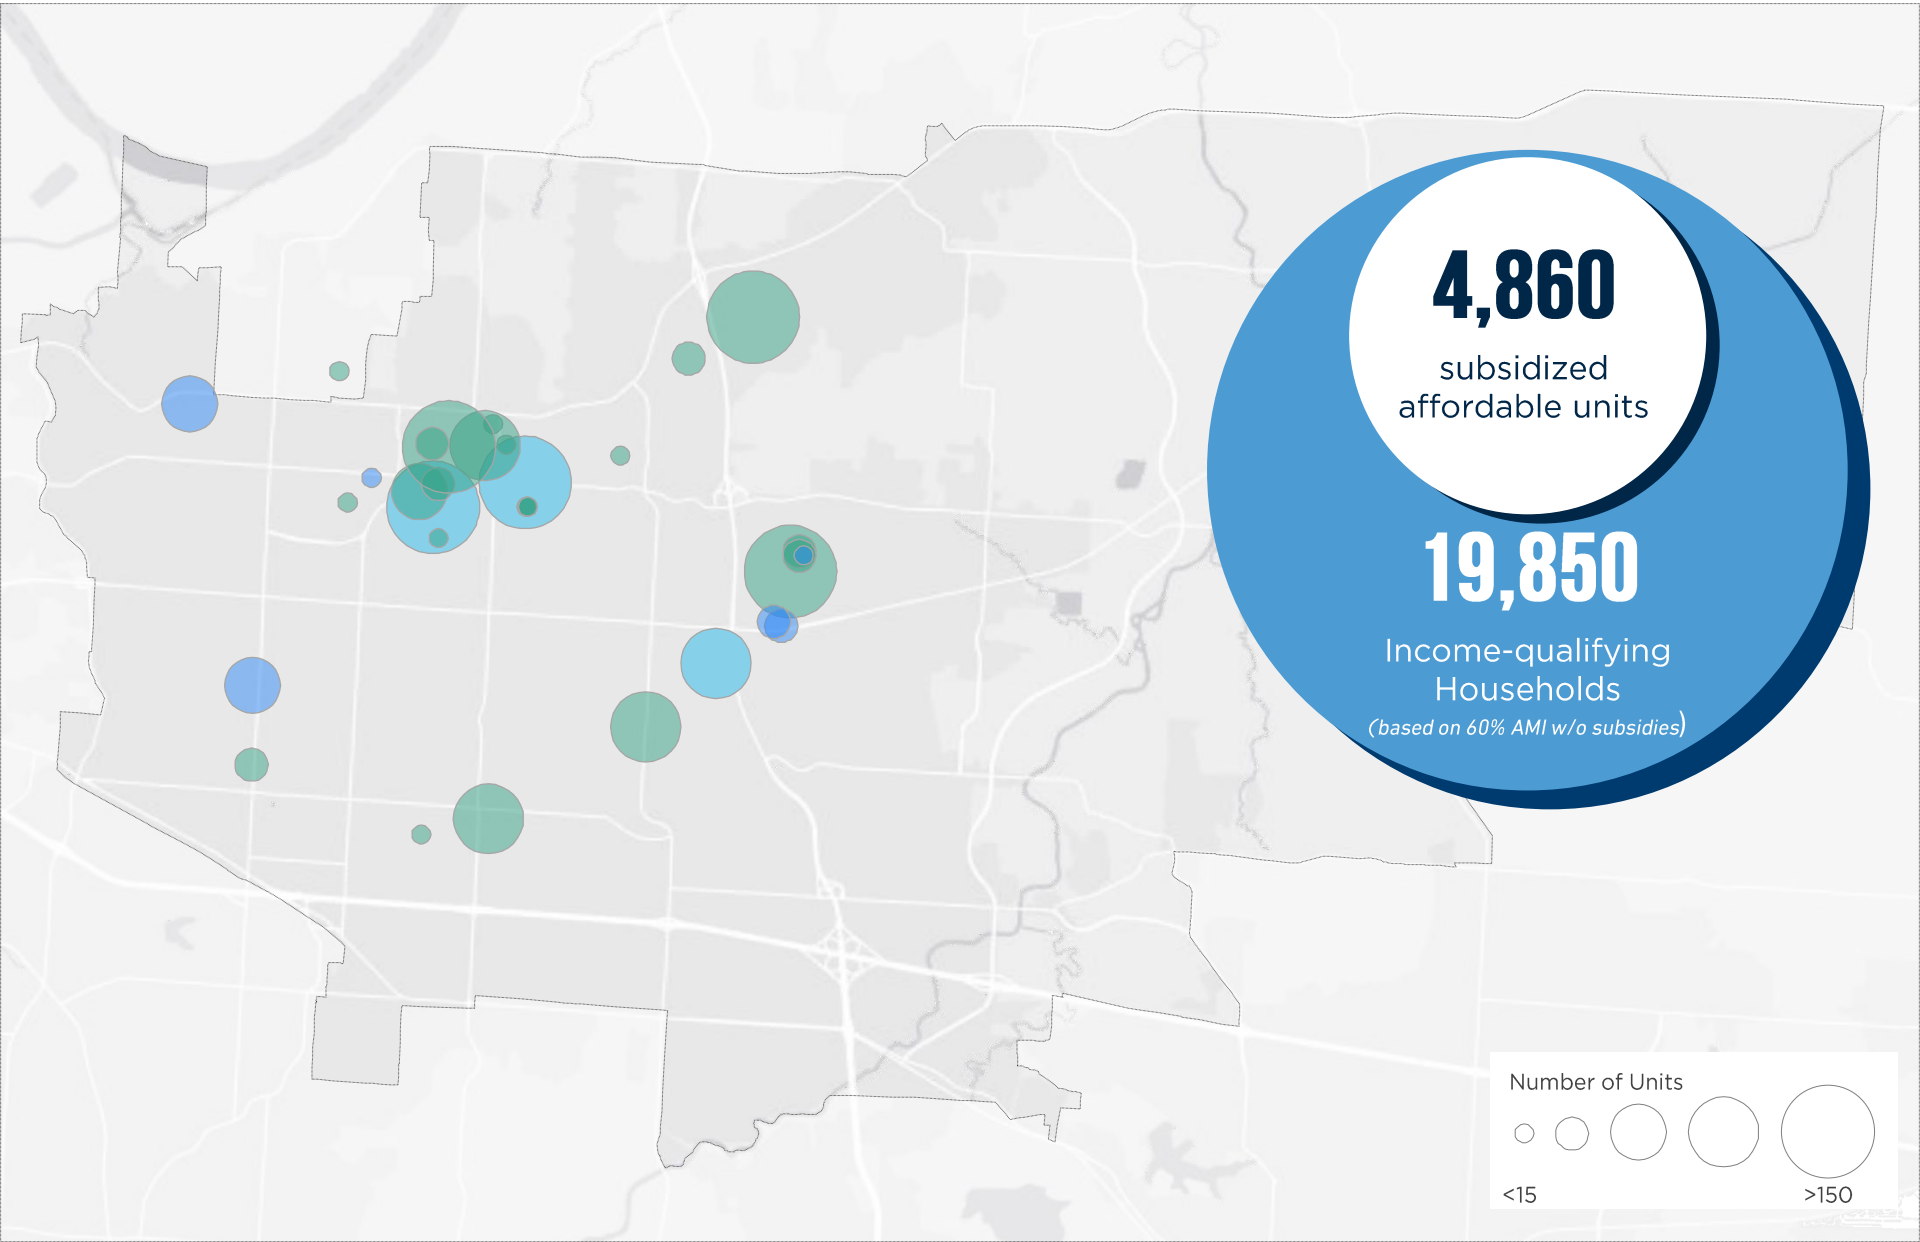 4,860
subsidized
affordable units
19,850
Income-qualifying
Households
(based on 60% AMI w/o subsidies)
Number of Units
<15
>150